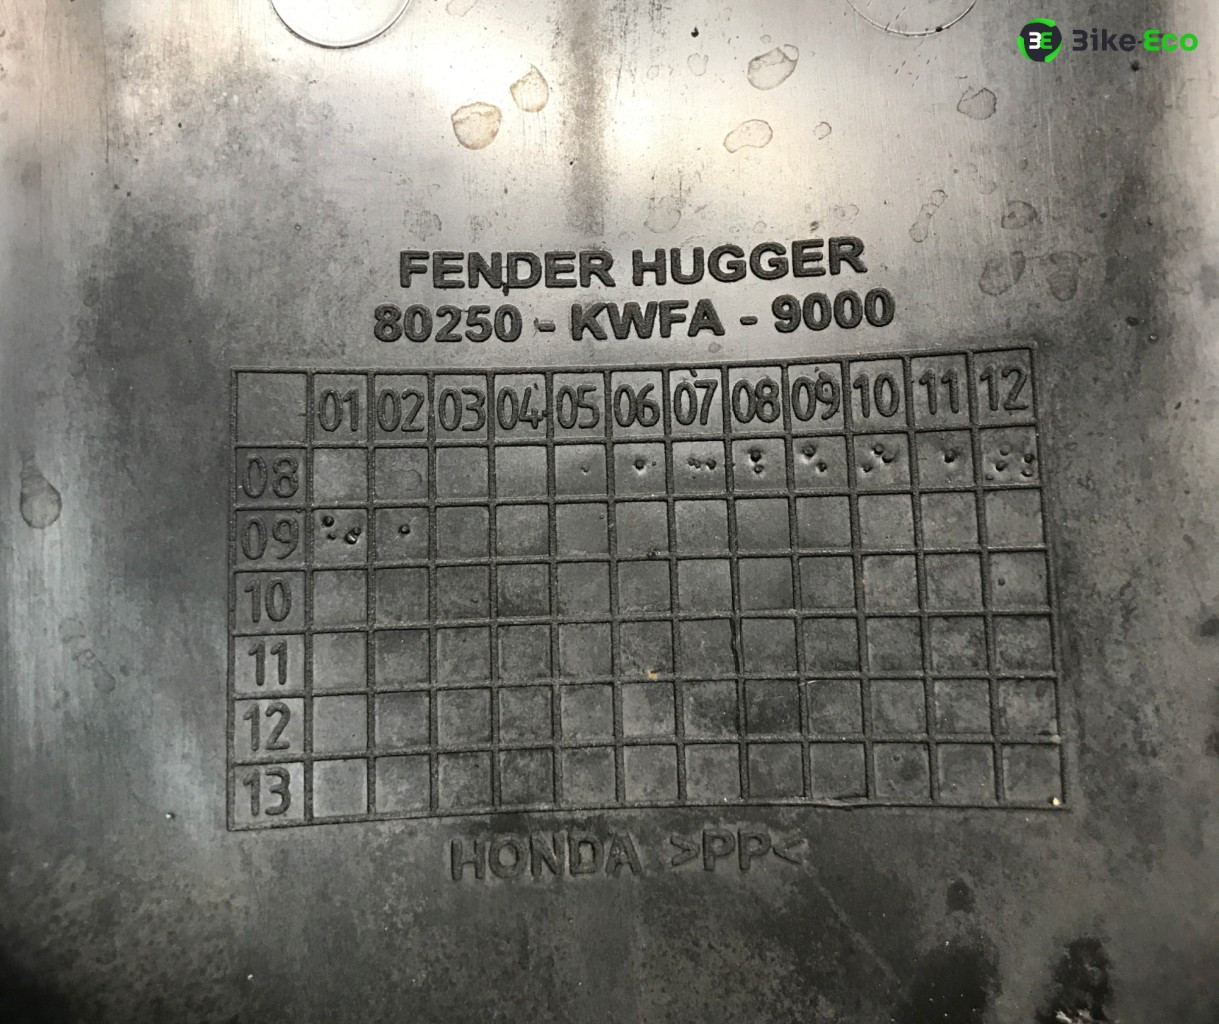 BE Bike-Eco
FENDER HUGGER
80250 - KWFA - 9000
01 02 03 04 05 06 07 08 09 10 11 12
08
09
10
11
12
13
HONDA >PP<